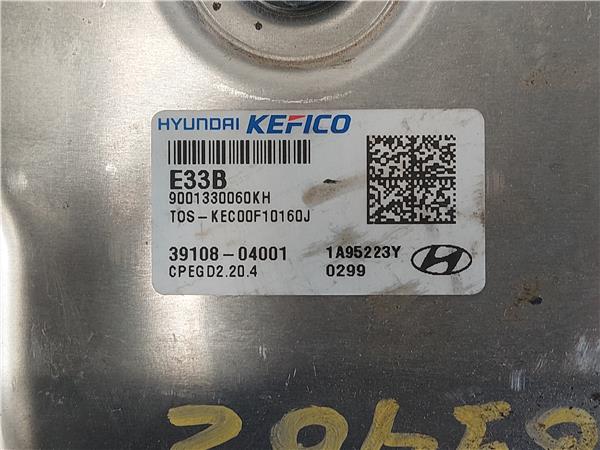 HYUNDAI KEFICO
E33B
9001330060KH
TOS-KEC00F10160J
39108-04001 1A95223Y
CPEGD2.20.4 0299